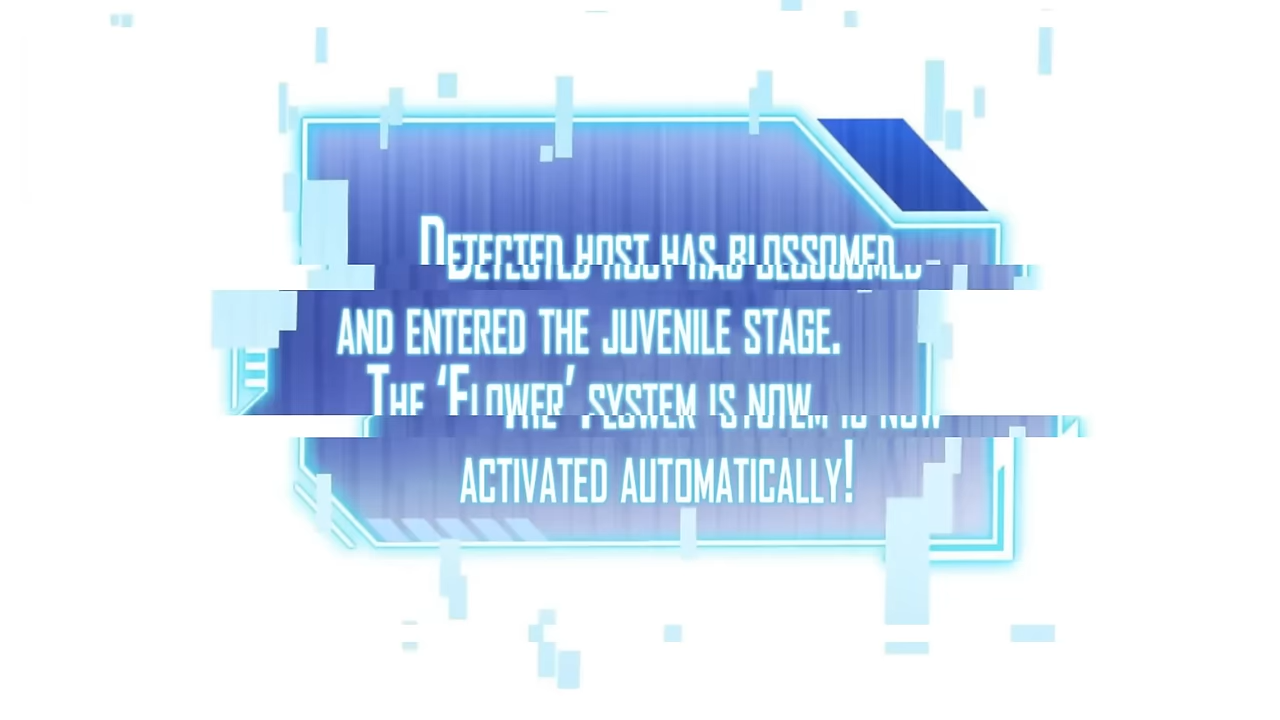 Detected host has blossomed
and entered the juvenile stage.
The ‘Flower’ system is now
activated automatically!